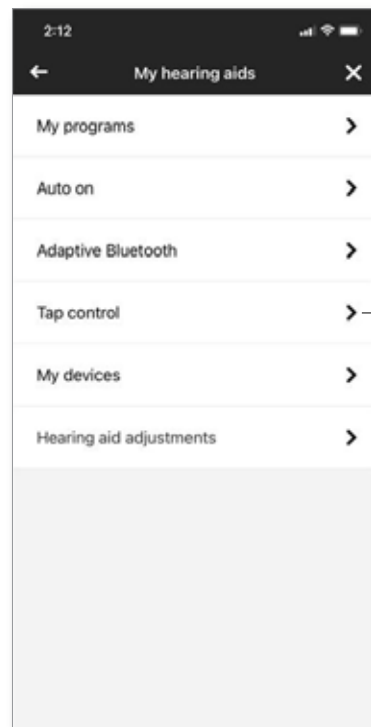 2:12
My hearing aids
My programs
Auto on
Adaptive Bluetooth
Tap control
My devices
Hearing aid adjustments